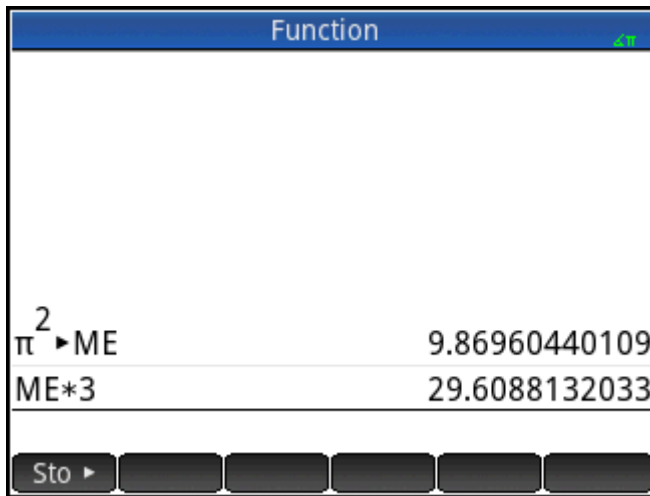 Function
∡π
π²▶ME
9.86960440109
ME*3
29.6088132033
Sto ▶